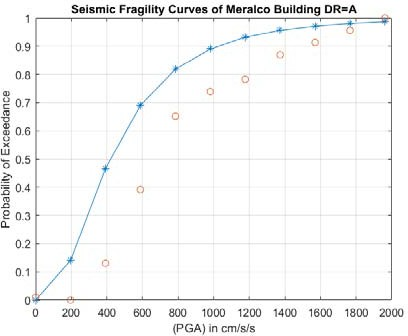 Seismic Fragility Curves of Meralco Building DR=A
Probability of Exceedance
1
0.9
0.8
0.7
0.6
0.5
0.4
0.3
0.2
0.1
0
0 200 400 600 800 1000 1200 1400 1600 1800 2000
(PGA) in cm/s/s